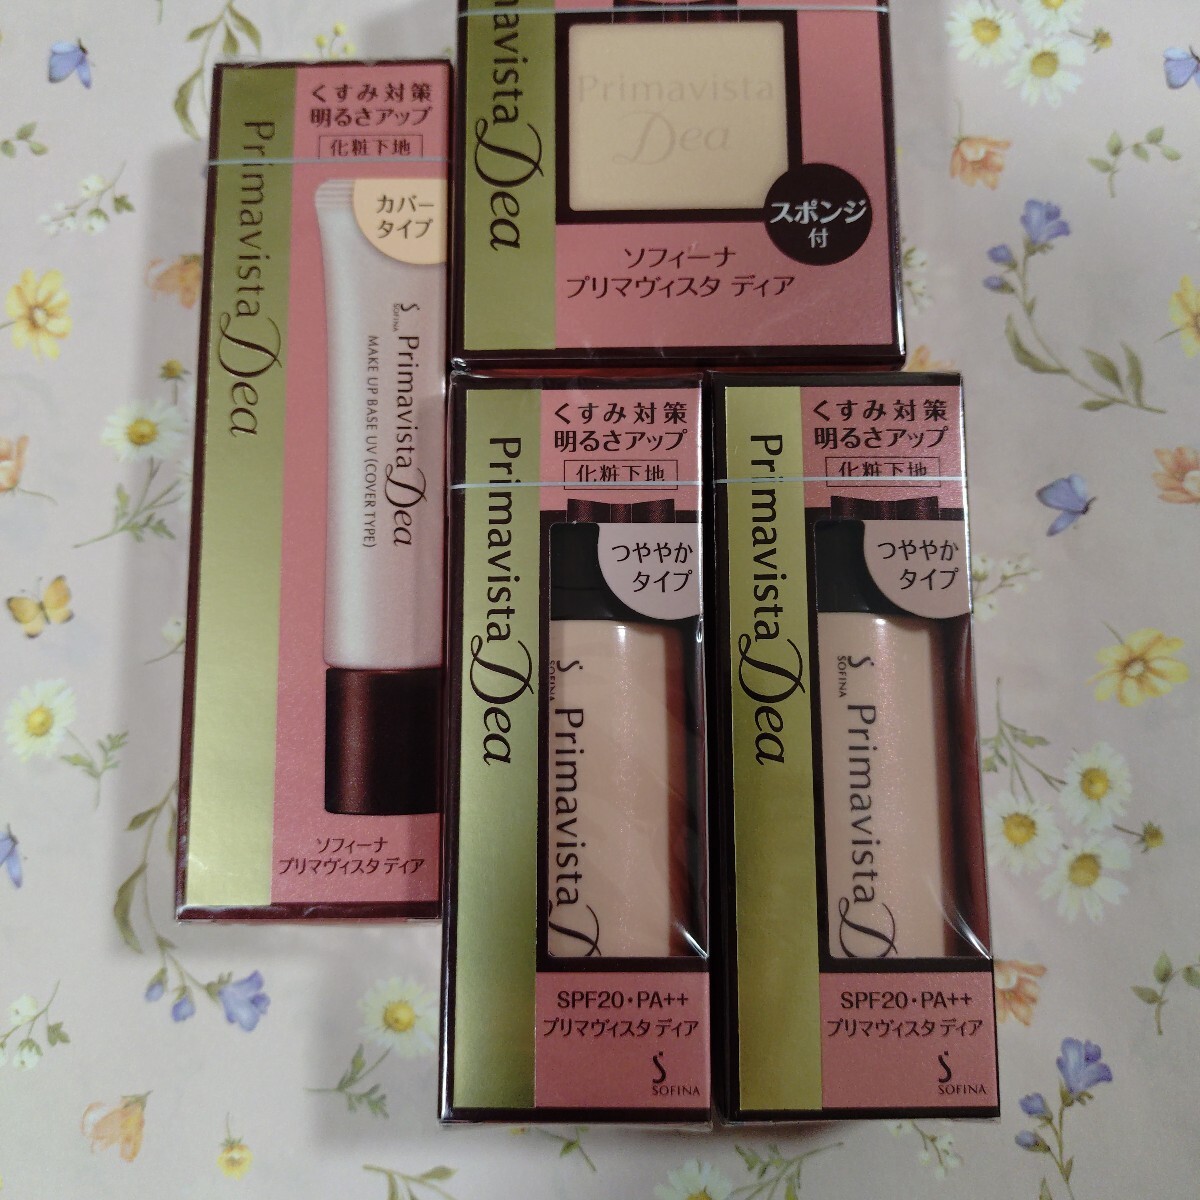 Primavista Dea
くすみ対策
明るさアップ
化粧下地
カバー
タイプ
S
SOFINA
Primavista Dea
MAKE UP BASE UV (COVER TYPE)
ソフィーナ
プリマヴィスタ ディア
mavista Dea
Primavista
Dea
スポンジ
付
ソフィーナ
プリマヴィスタ ディア
Primavista Dea
くすみ対策
明るさアップ
化粧下地
つややか
タイプ
S
SOFINA
Primavista D
SPF20・PA++
プリマヴィスタ ディア
S
SOFINA
Primavista Dea
くすみ対策
明るさアップ
化粧下地
つややか
タイプ
S
SOFINA
Primavista D
SPF20・PA++
プリマヴィスタ ディア
S
SOFINA